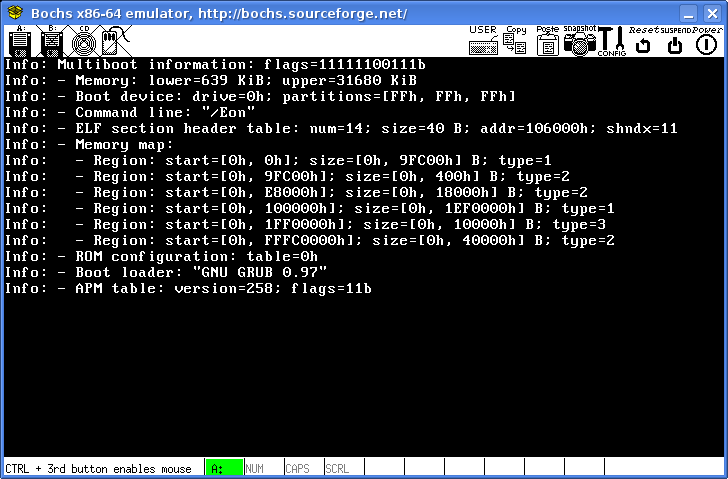 Bochs x86-64 emulator, http://bochs.sourceforge.net/
A: B: CD USER Copy Paste snapshot CONFIG Reset SUSPEND Power
Info: Multiboot information: flags=11111100111b
Info: - Memory: lower=639 KiB; upper=31680 KiB
Info: - Boot device: drive=0h; partitions=[FFh, FFh, FFh]
Info: - Command line: "/Eon"
Info: - ELF section header table: num=14; size=40 B; addr=106000h; shndx=11
Info: - Memory map:
Info:   - Region: start=[0h, 0h]; size=[0h, 9FC00h] B; type=1
Info:   - Region: start=[0h, 9FC00h]; size=[0h, 400h] B; type=2
Info:   - Region: start=[0h, E8000h]; size=[0h, 18000h] B; type=2
Info:   - Region: start=[0h, 100000h]; size=[0h, 1EF0000h] B; type=1
Info:   - Region: start=[0h, 1FF0000h]; size=[0h, 10000h] B; type=3
Info:   - Region: start=[0h, FFFC0000h]; size=[0h, 40000h] B; type=2
Info: - ROM configuration: table=0h
Info: - Boot loader: "GNU GRUB 0.97"
Info: - APM table: version=258; flags=11b
CTRL + 3rd button enables mouse A: NUM CAPS SCRL